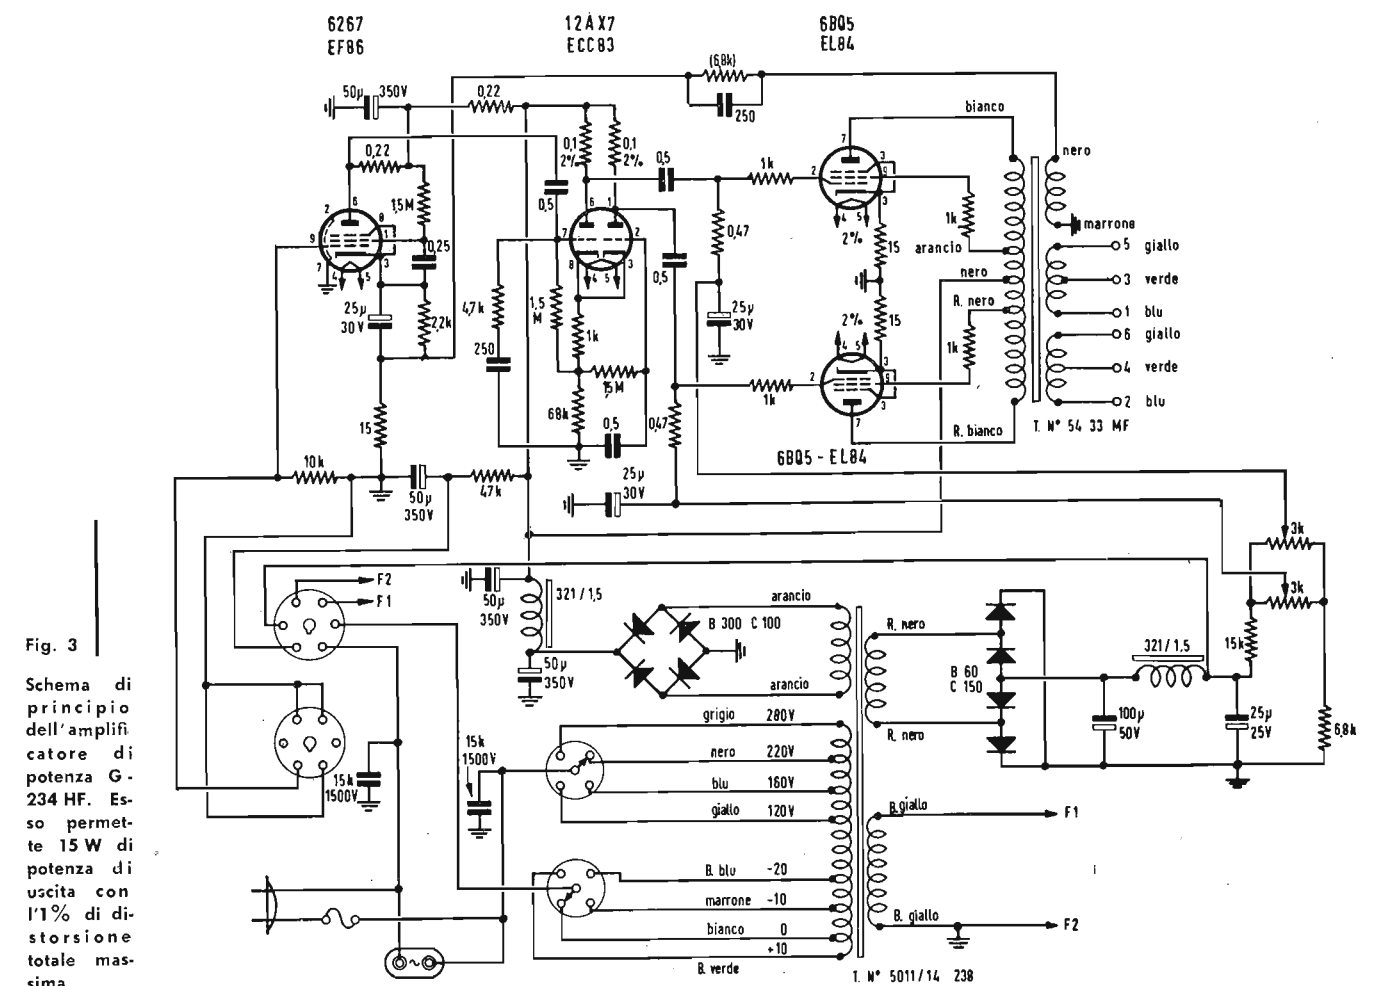 6267
EF86
12AX7
ECC83
6BQ5
EL84
(6,8k)
250
50µ 350V
0,22
bianco
7
0,22
0,1
2%
0,1
2%
0,5
1k
nero
1,5M
0,5
0,47
1k
marrone
5 giallo
arancio
2%
15
0,25
3 verde
nero
R. nero
1 blu
6 giallo
4 verde
2 blu
25µ
30V
2,2k
4,7k
1,5
M
1k
0,5
25µ
30V
2%
15
1k
250
15M
68k
0,5
0,47
1k
R. bianco
T. N° 54 33 MF
6BQ5 - EL84
15
10k
50µ
350V
47k
25µ
30V
3k
3k
F2
F1
50µ
350V
321 / 1,5
arancio
B 300 C 100
R. nero
15k
321 / 1,5
50µ
350V
arancio
B 60
C 150
R. nero
100µ
50V
25µ
25V
6,8k
grigio 280V
nero 220V
blu 160V
giallo 120V
15k
1500V
15k
1500V
B. giallo
F1
B. blu -20
marrone -10
bianco 0
+10
B. verde
B. giallo
F2
T. N° 5011/14 238
Fig. 3
Schema di
principio
dell'amplifi
catore di
potenza G -
234 HF. Es-
so permet-
te 15 W di
potenza di
uscita con
l'1% di di-
storsione
totale mas-
sima